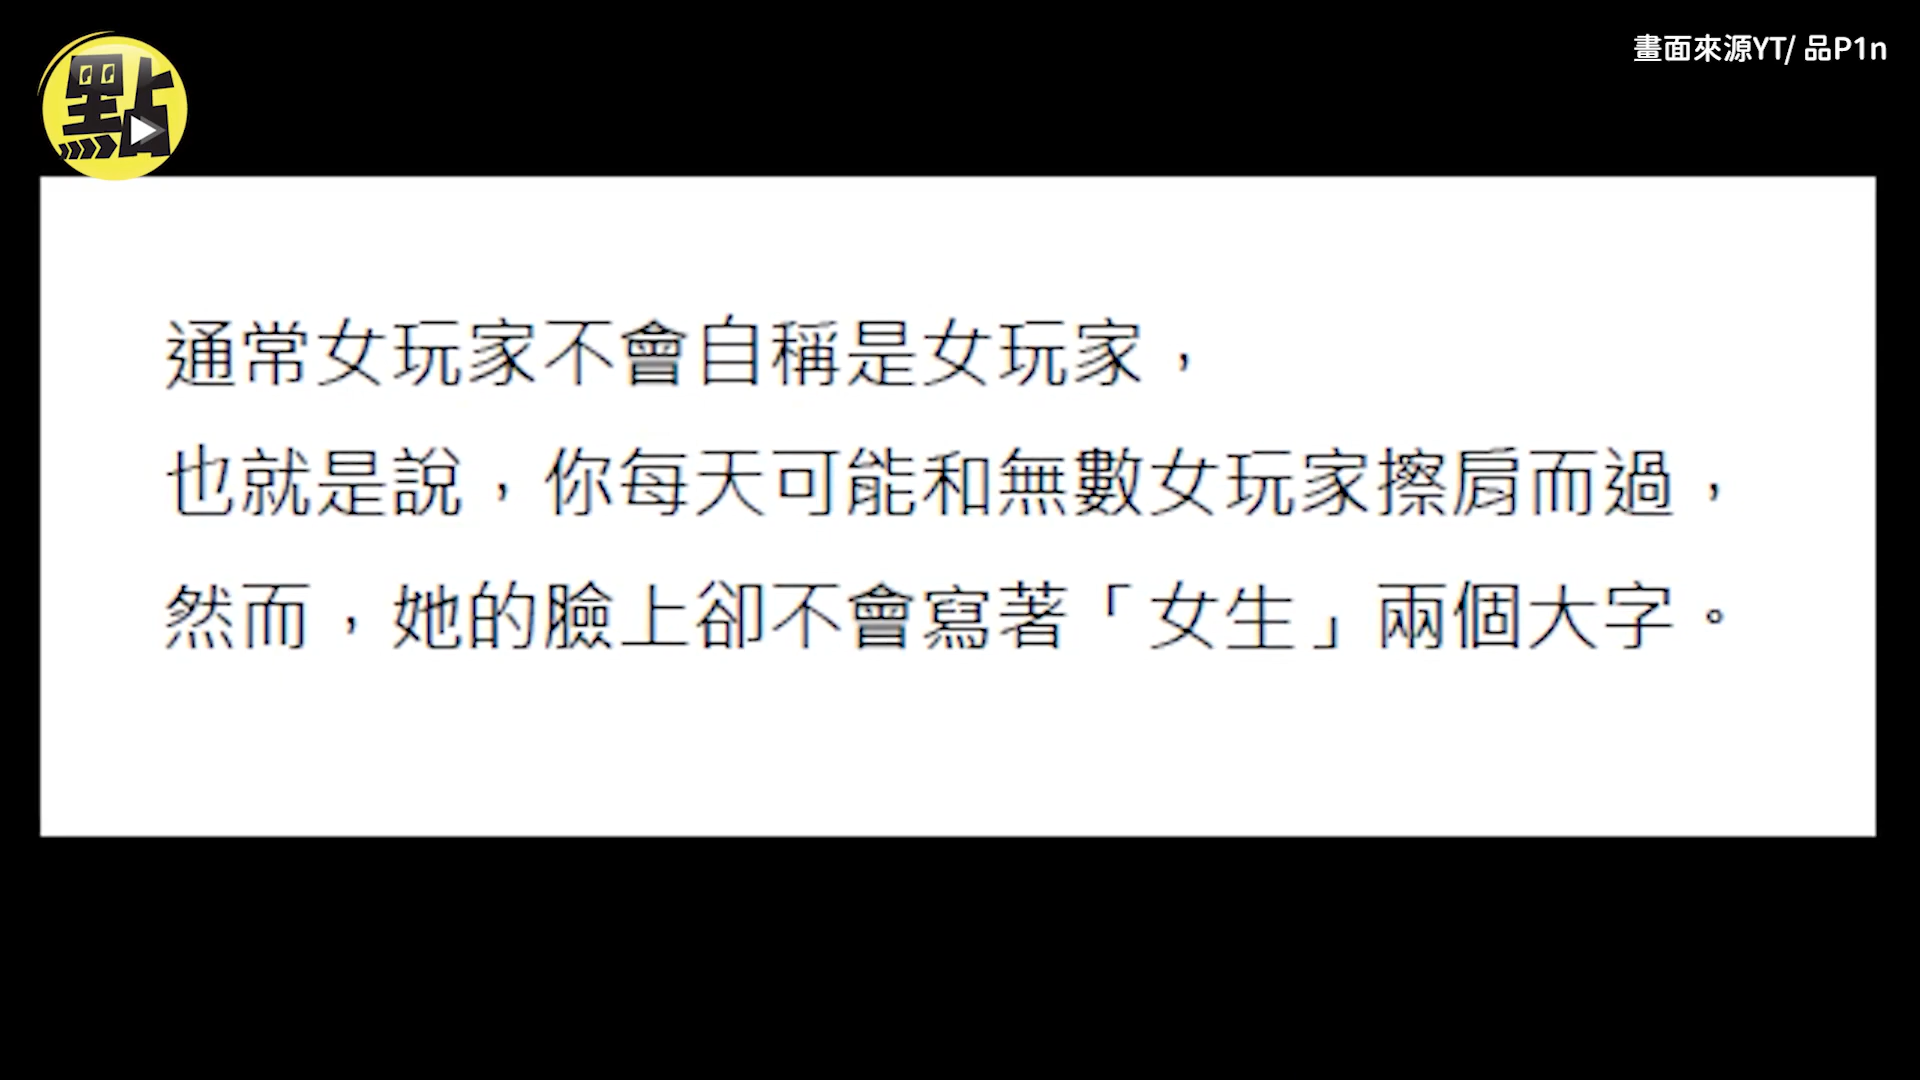 點
畫面來源YT/ 品P1n
通常女玩家不會自稱是女玩家，
也就是說，你每天可能和無數女玩家擦肩而過，
然而，她的臉上卻不會寫著「女生」兩個大字。